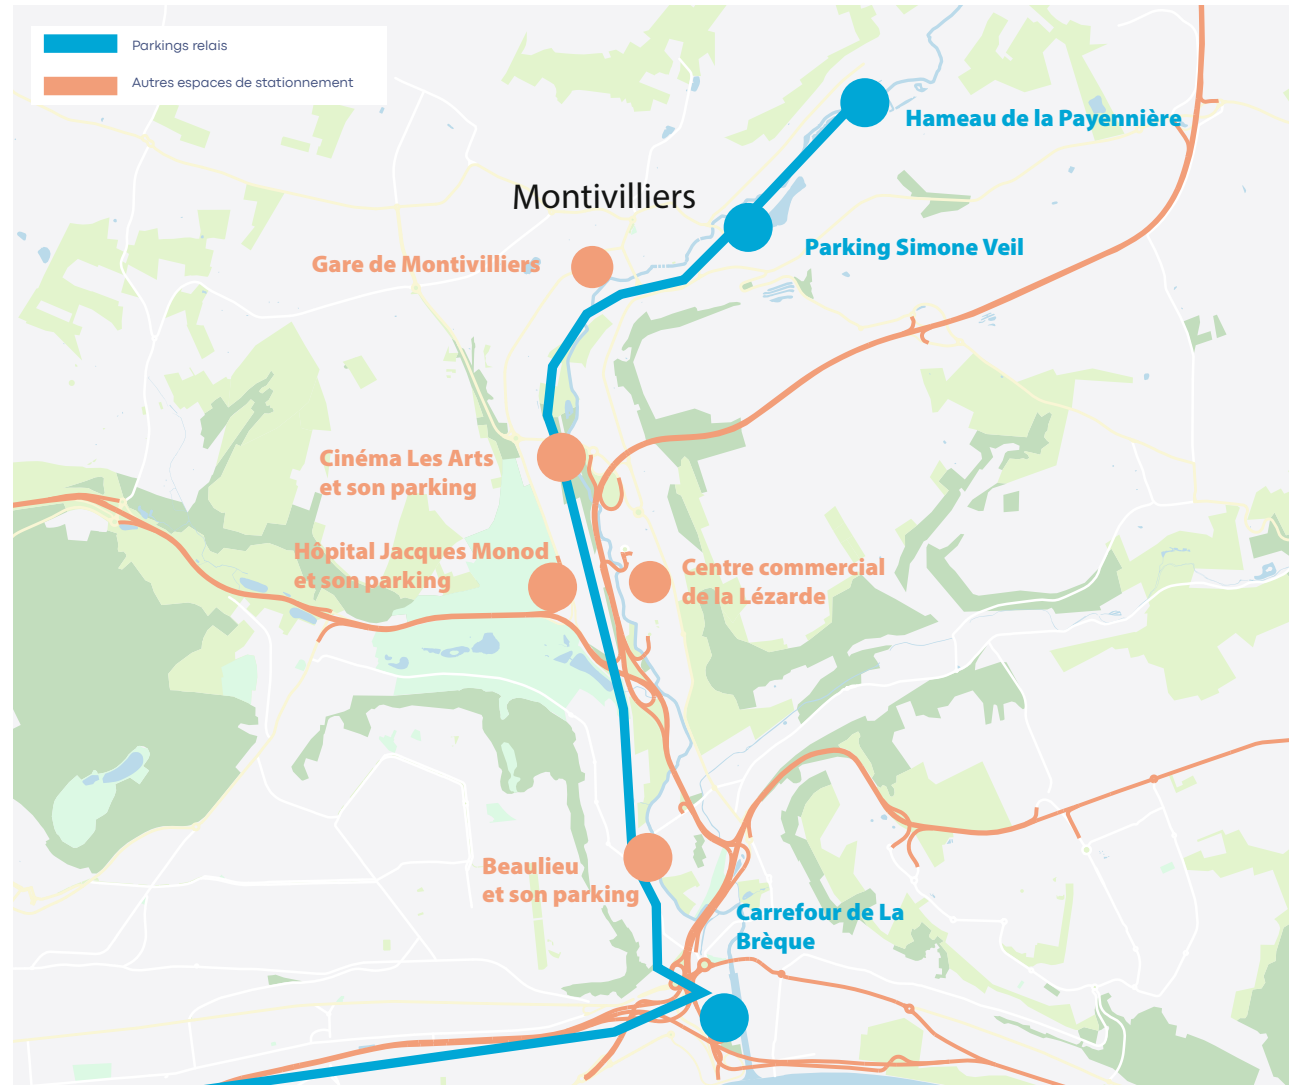 Parkings relais
Autres espaces de stationnement
Hameau de la Payennière
Montivilliers
Parking Simone Veil
Gare de Montivilliers
Cinéma Les Arts
et son parking
Hôpital Jacques Monod
et son parking
Centre commercial
de la Lézarde
Beaulieu
et son parking
Carrefour de La
Brèque